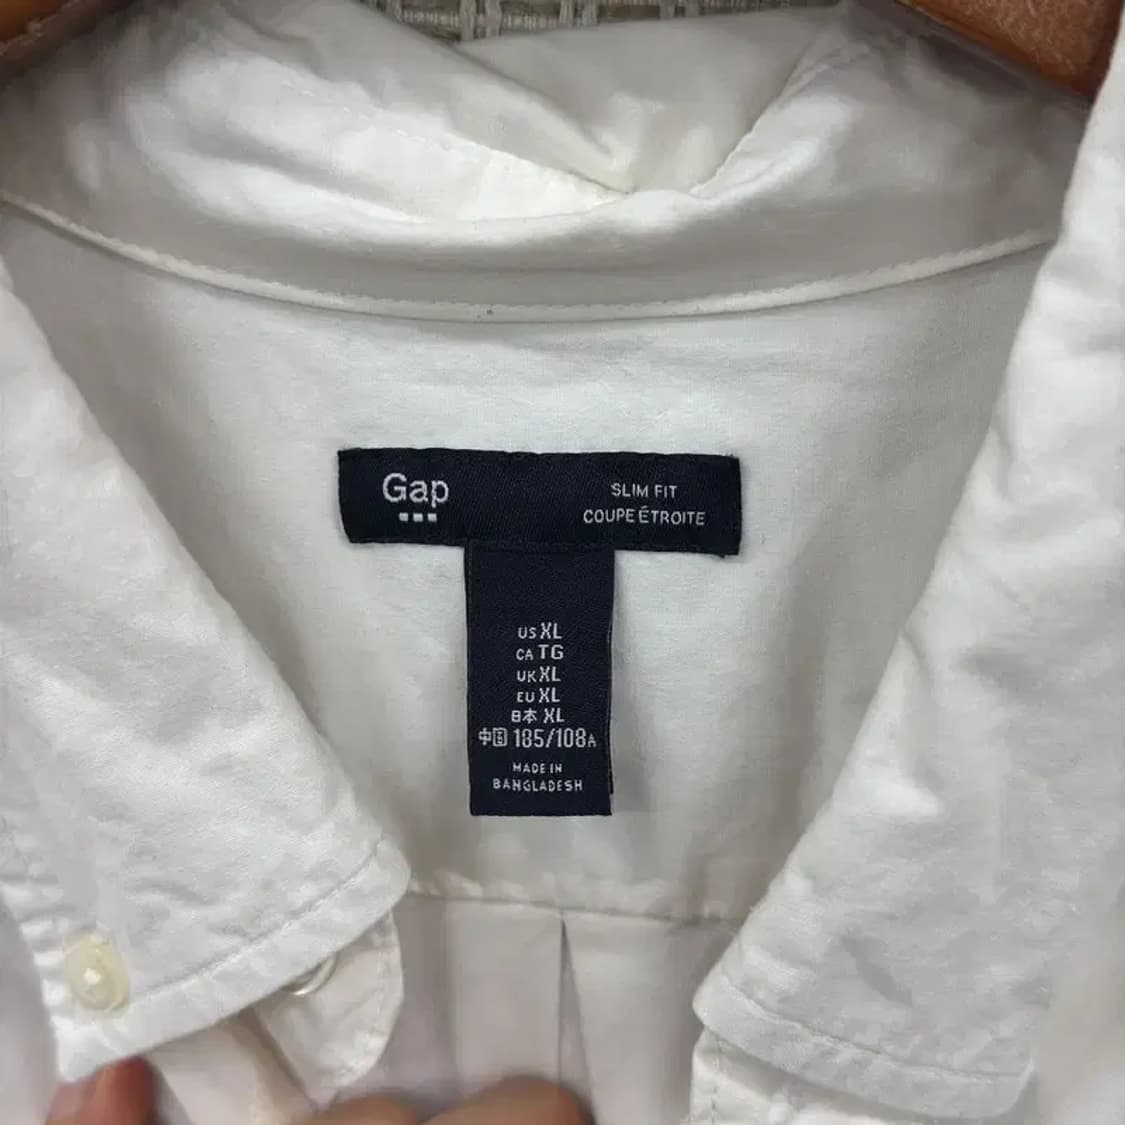 Gap
SLIM FIT
COUPE ÉTROITE
US XL
CA TG
UK XL
EU XL
日本 XL
中国 185/108A
MADE IN
BANGLADESH